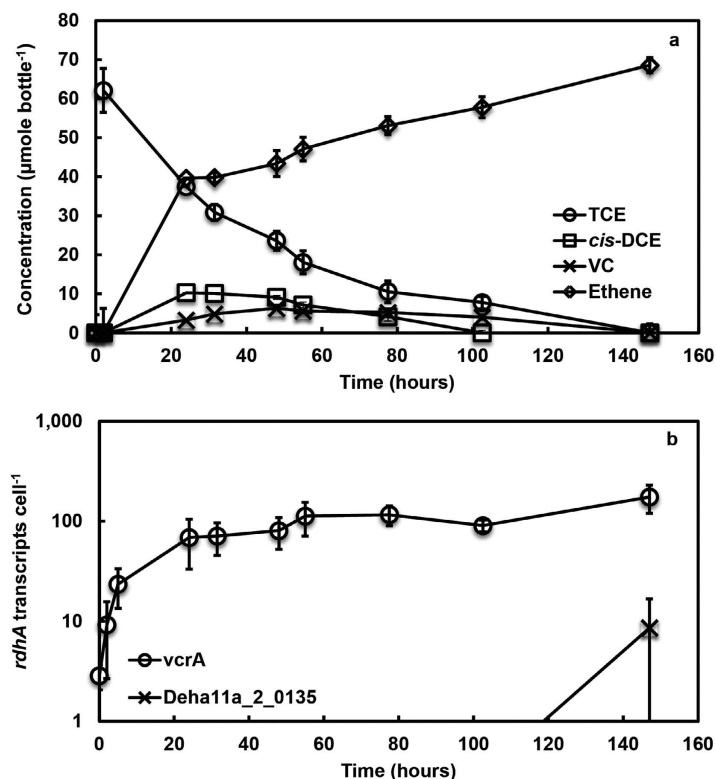 80
a
70
60
50
40
30
20
10
0
Concentration (µmole bottle⁻¹)
TCE
cis-DCE
VC
Ethene
0 20 40 60 80 100 120 140 160
Time (hours)
1,000
b
100
10
1
rdhA transcripts cell⁻¹
vcrA
Deha11a_2_0135
0 20 40 60 80 100 120 140 160
Time (hours)